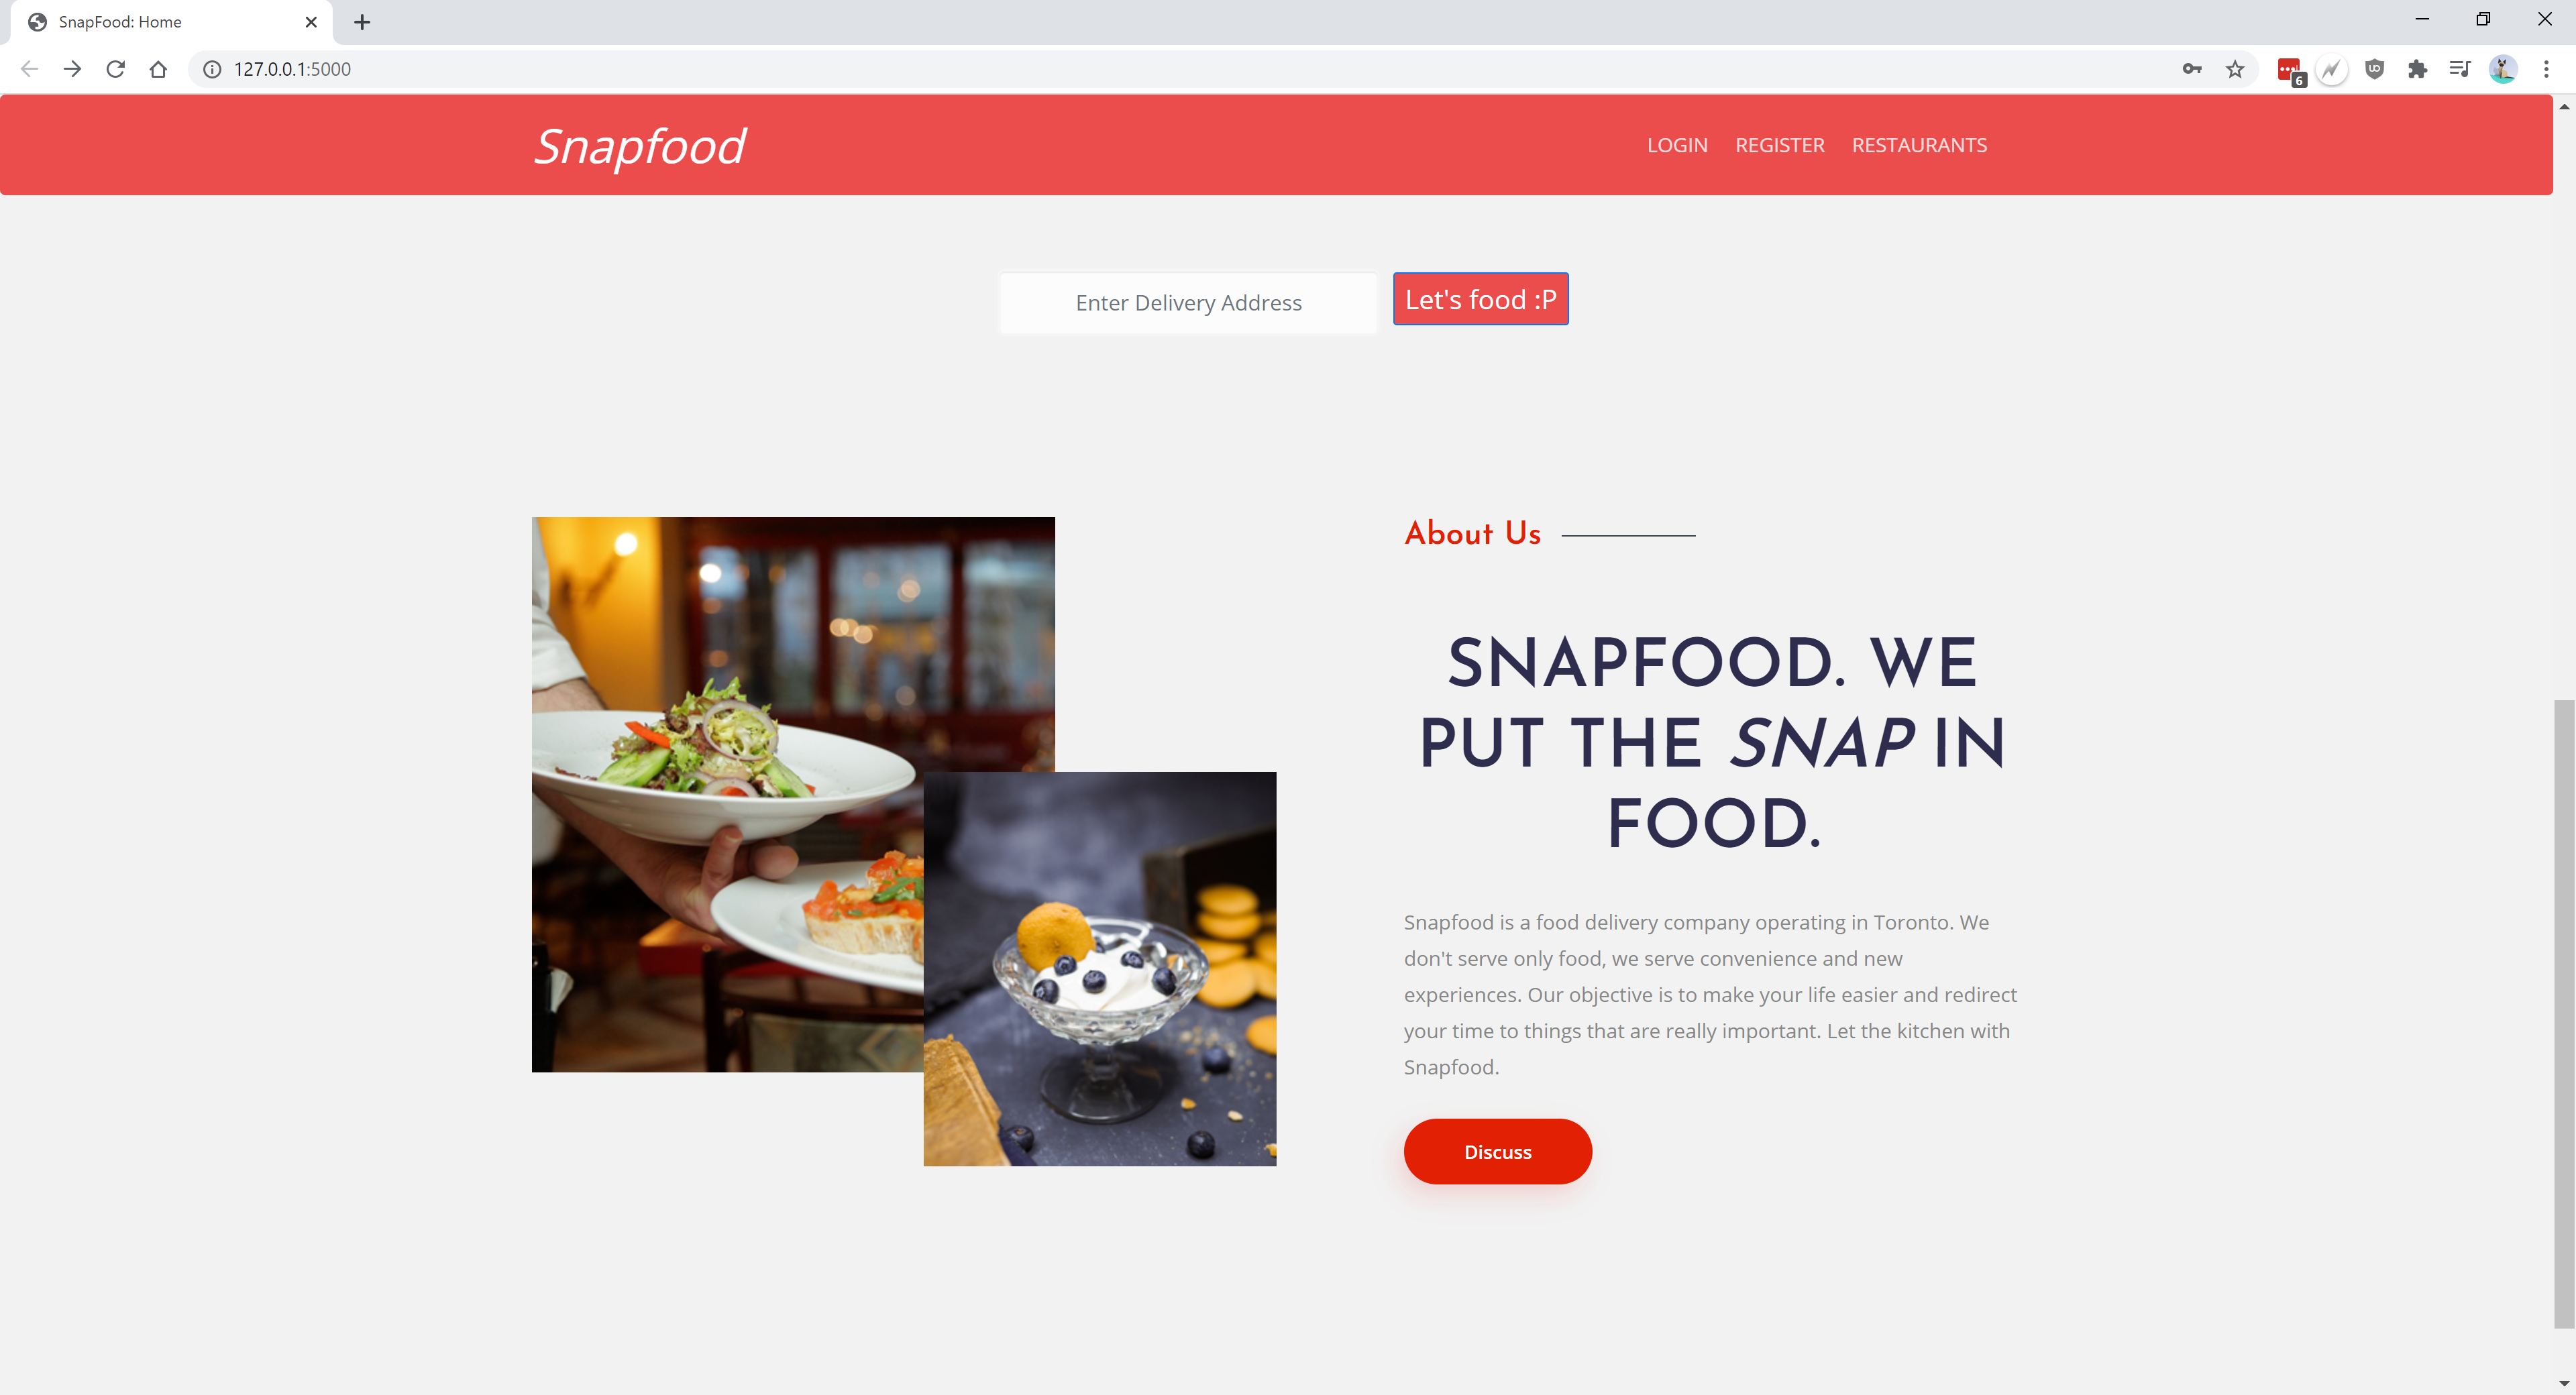 SnapFood: Home
127.0.0.1:5000
6
Snapfood
LOGIN REGISTER RESTAURANTS
Enter Delivery Address
Let's food :P
About Us
SNAPFOOD. WE
PUT THE SNAP IN
FOOD.
Snapfood is a food delivery company operating in Toronto. We
don't serve only food, we serve convenience and new
experiences. Our objective is to make your life easier and redirect
your time to things that are really important. Let the kitchen with
Snapfood.
Discuss